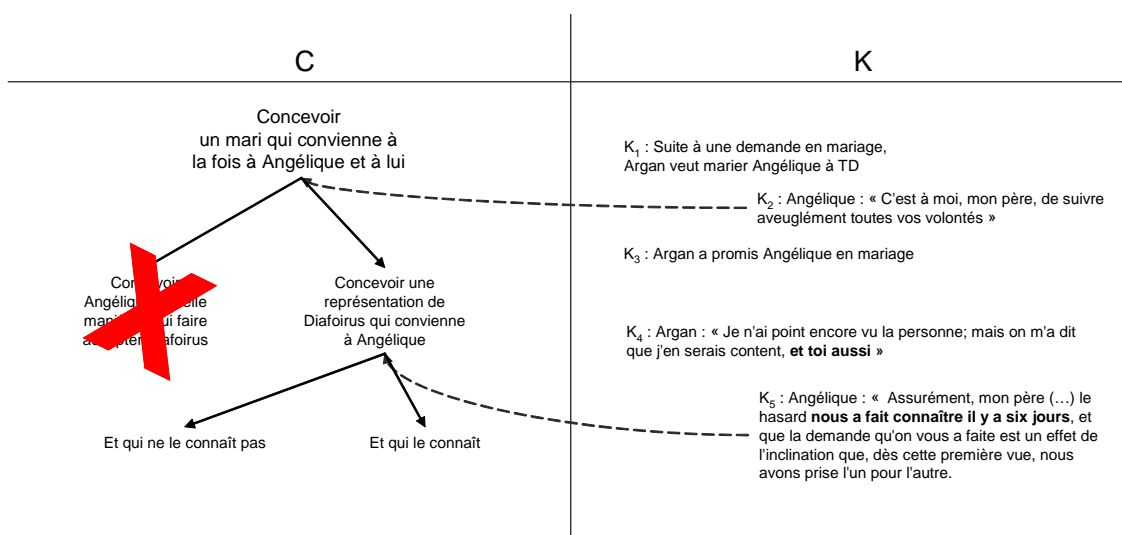 C
K
Concevoir
un mari qui convienne à
la fois à Angélique et à lui
K1 : Suite à une demande en mariage,
Argan veut marier Angélique à TD
K2 : Angélique : « C'est à moi, mon père, de suivre
aveuglément toutes vos volontés »
K3 : Argan a promis Angélique en mariage
Angéliq
Diafoirus
Concevoir une
représentation de
Diafoirus qui convienne
à Angélique
K4 : Argan: « Je n'ai point encore vu la personne; mais on m'a dit
que j'en serais content, et toi aussi »
Et qui ne le connaît pas
Et qui le connaît
K5 : Angélique : « Assurément, mon père (…) le
hasard nous a fait connaître il y a six jours, et
que la demande qu'on vous a faite est un effet de
l'inclination que, dès cette première vue, nous
avons prise l'un pour l'autre.